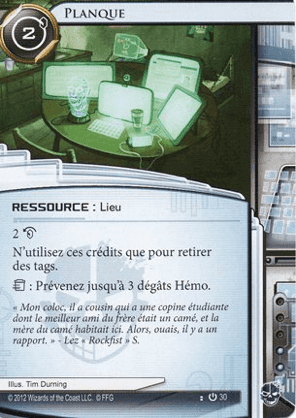 2
PLANQUE
RESSOURCE : Lieu
2
N'utilisez ces crédits que pour retirer
des tags.
: Prévenez jusqu'à 3 dégâts Hémo.
« Mon coloc, il a cousin qui a une copine étudiante
dont le meilleur ami du frère était un camé, et la
mère du camé habitait ici. Alors, ouais, il y a un
rapport. » - Lez « Rockfist » S.
Illus. Tim Durning
© 2012 Wizards of the Coast LLC. © FFG
30